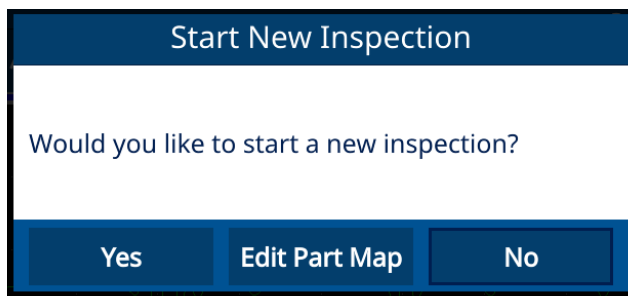 Start New Inspection
Would you like to start a new inspection?
Yes
Edit Part Map
No